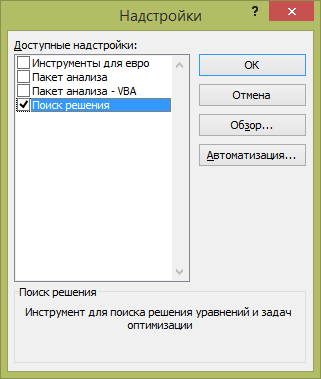 Надстройки
?
Доступные надстройки:
Инструменты для евро
Пакет анализа
Пакет анализа - VBA
Поиск решения
ОК
Отмена
Обзор...
Автоматизация...
Поиск решения
Инструмент для поиска решения уравнений и задач
оптимизации